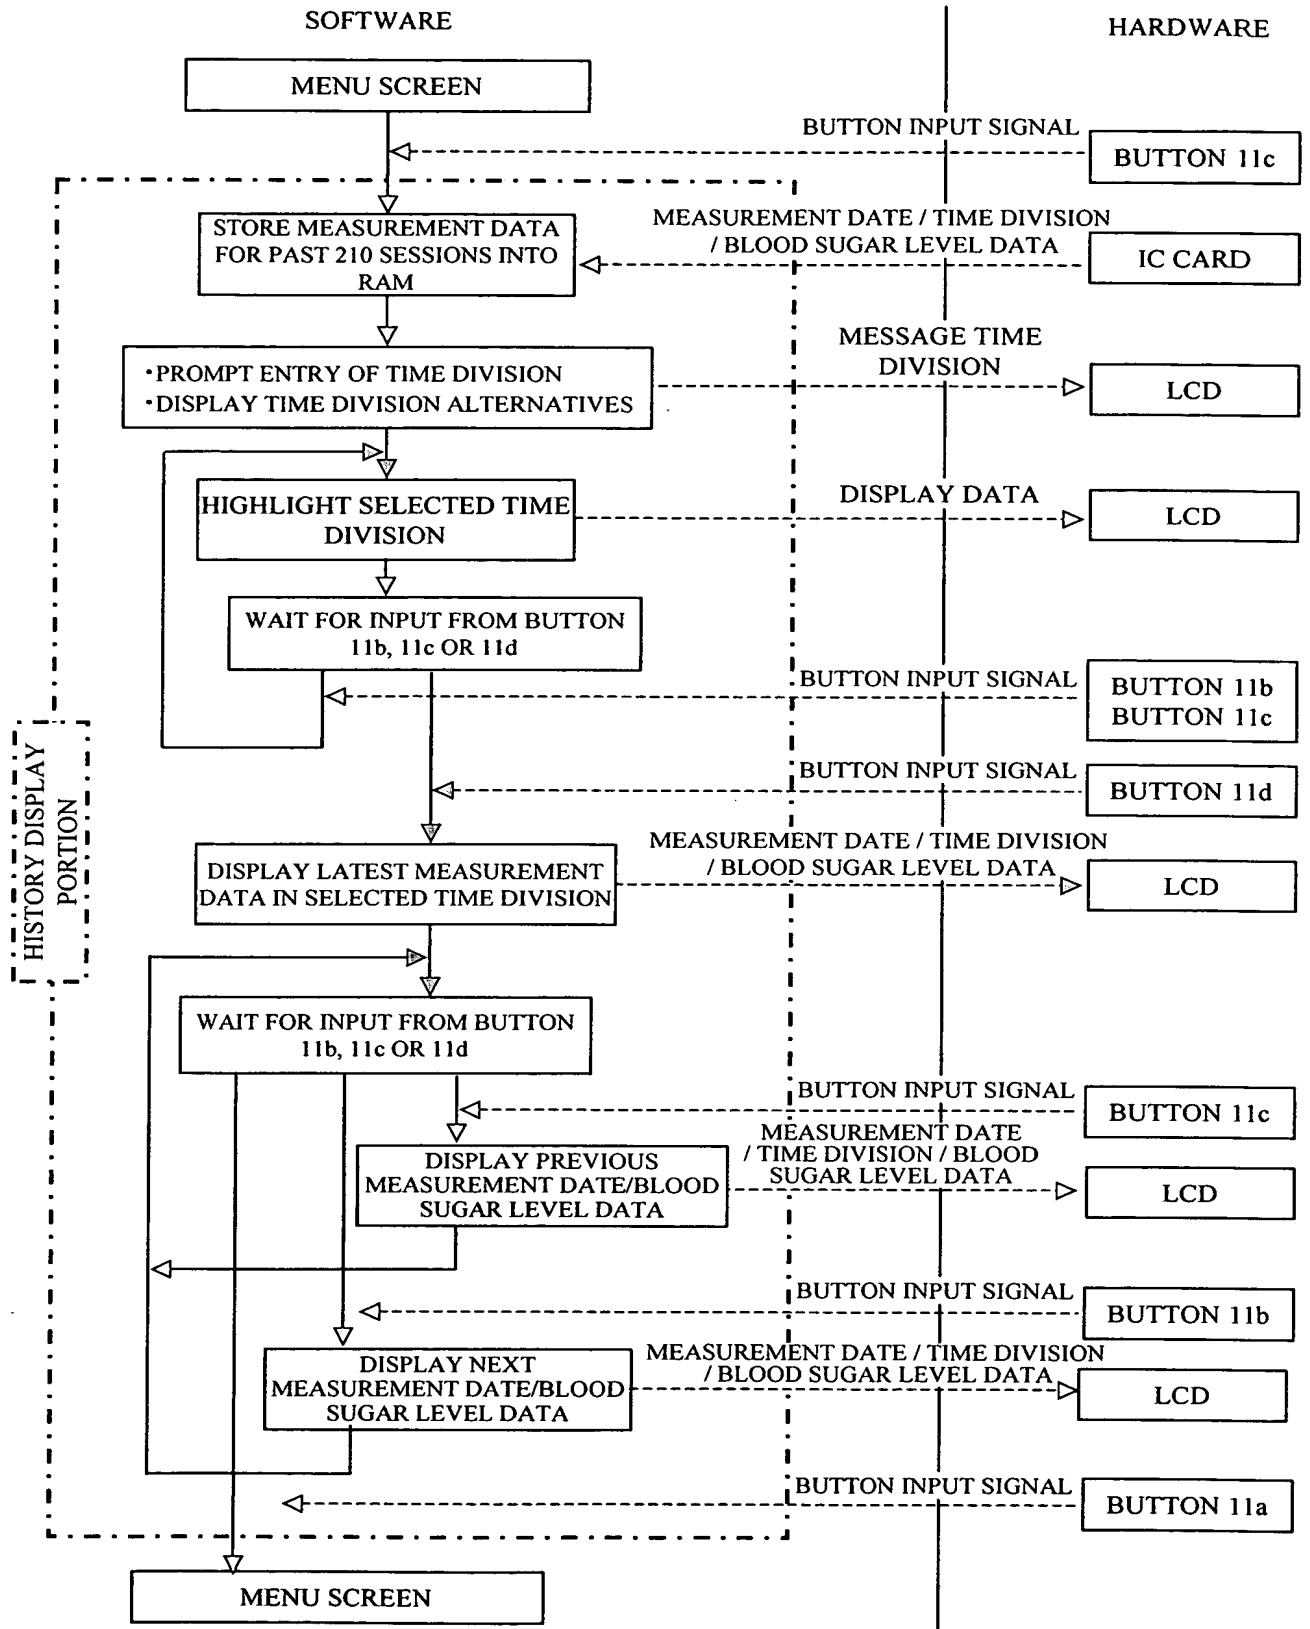 SOFTWARE
HARDWARE
MENU SCREEN
BUTTON INPUT SIGNAL
BUTTON 11c
STORE MEASUREMENT DATA
FOR PAST 210 SESSIONS INTO
RAM
MEASUREMENT DATE / TIME DIVISION
/ BLOOD SUGAR LEVEL DATA
IC CARD
·PROMPT ENTRY OF TIME DIVISION
·DISPLAY TIME DIVISION ALTERNATIVES
MESSAGE TIME
DIVISION
LCD
HIGHLIGHT SELECTED TIME
DIVISION
DISPLAY DATA
LCD
WAIT FOR INPUT FROM BUTTON
11b, 11c OR 11d
BUTTON INPUT SIGNAL
BUTTON 11b
BUTTON 11c
HISTORY DISPLAY
PORTION
BUTTON INPUT SIGNAL
BUTTON 11d
DISPLAY LATEST MEASUREMENT
DATA IN SELECTED TIME DIVISION
MEASUREMENT DATE / TIME DIVISION
/ BLOOD SUGAR LEVEL DATA
LCD
WAIT FOR INPUT FROM BUTTON
11b, 11c OR 11d
BUTTON INPUT SIGNAL
BUTTON 11c
DISPLAY PREVIOUS
MEASUREMENT DATE/BLOOD
SUGAR LEVEL DATA
MEASUREMENT DATE
/ TIME DIVISION / BLOOD
SUGAR LEVEL DATA
LCD
BUTTON INPUT SIGNAL
BUTTON 11b
DISPLAY NEXT
MEASUREMENT DATE/BLOOD
SUGAR LEVEL DATA
MEASUREMENT DATE / TIME DIVISION
/ BLOOD SUGAR LEVEL DATA
LCD
BUTTON INPUT SIGNAL
BUTTON 11a
MENU SCREEN